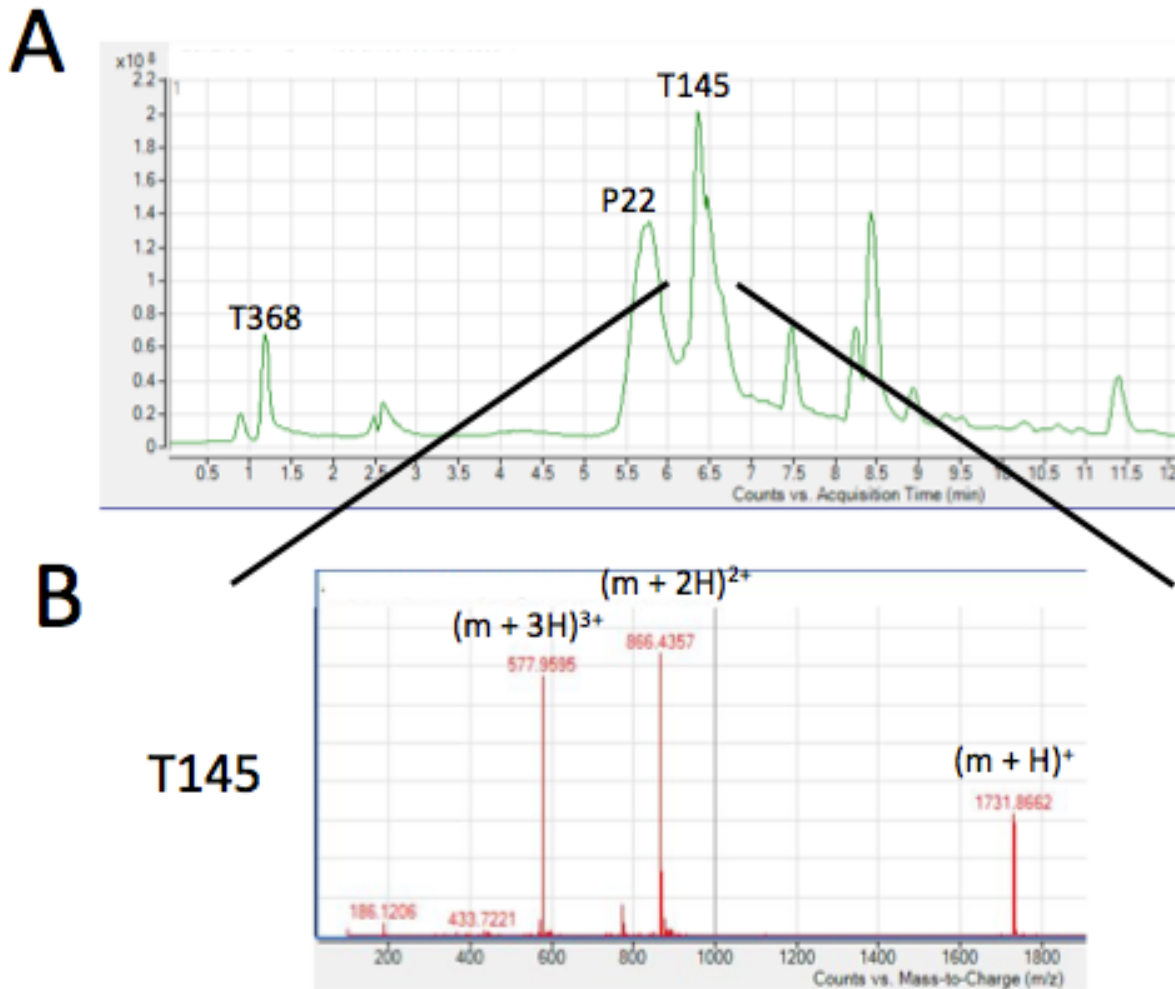 A
x10 8
1
2.2
2
1.8
1.6
1.4
1.2
1
0.8
0.6
0.4
0.2
0
T368
P22
T145
0.5 1 1.5 2 2.5 3 3.5 4 4.5 5 5.5 6 6.5 7 7.5 8 8.5 9 9.5 10 10.5 11 11.5 12
Counts vs. Acquisition Time (min)
B
T145
(m + 3H)³⁺
577.9595
(m + 2H)²⁺
866.4357
(m + H)⁺
1731.8662
186.1206
433.7221
200 400 600 800 1000 1200 1400 1600 1800
Counts vs. Mass-to-Charge (m/z)